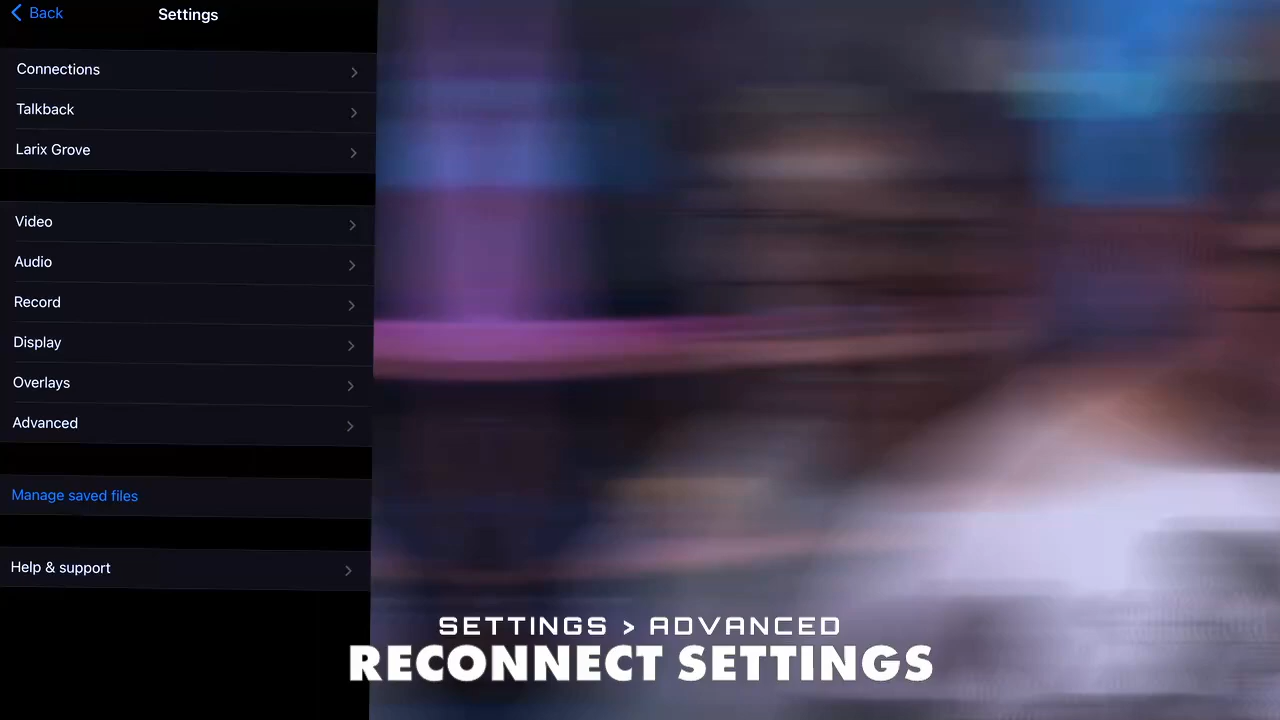 Back
Settings
Connections
Talkback
Larix Grove
Video
Audio
Record
Display
Overlays
Advanced
Manage saved files
Help & support
SETTINGS > ADVANCED
RECONNECT SETTINGS